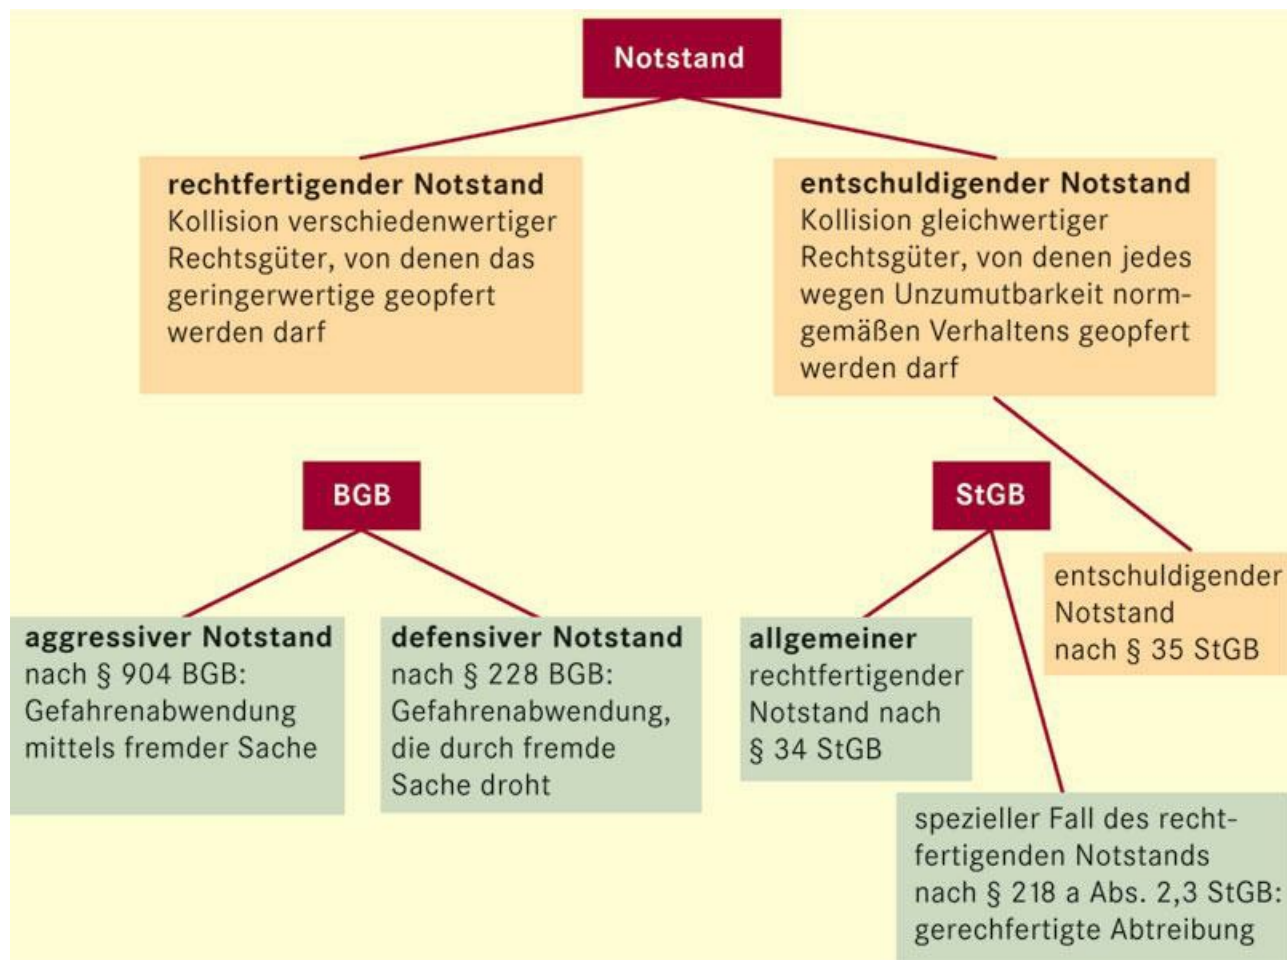 Notstand
rechtfertigender Notstand
Kollision verschiedenwertiger
Rechtsgüter, von denen das
geringerwertige geopfert
werden darf
entschuldigender Notstand
Kollision gleichwertiger
Rechtsgüter, von denen jedes
wegen Unzumutbarkeit norm-
gemäßen Verhaltens geopfert
werden darf
BGB
StGB
aggressiver Notstand
nach § 904 BGB:
Gefahrenabwendung
mittels fremder Sache
defensiver Notstand
nach § 228 BGB:
Gefahrenabwendung,
die durch fremde
Sache droht
allgemeiner
rechtfertigender
Notstand nach
§ 34 StGB
entschuldigender
Notstand
nach § 35 StGB
spezieller Fall des recht-
fertigenden Notstands
nach § 218 a Abs. 2,3 StGB:
gerechfertigte Abtreibung